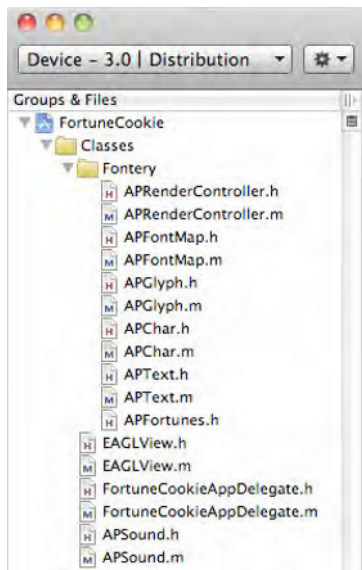 Device – 3.0 | Distribution
Groups & Files
FortuneCookie
Classes
Fontery
APRenderController.h
APRenderController.m
APFontMap.h
APFontMap.m
APGlyph.h
APGlyph.m
APChar.h
APChar.m
APText.h
APText.m
APFortunes.h
EAGLView.h
EAGLView.m
FortuneCookieAppDelegate.h
FortuneCookieAppDelegate.m
APSound.h
APSound.m